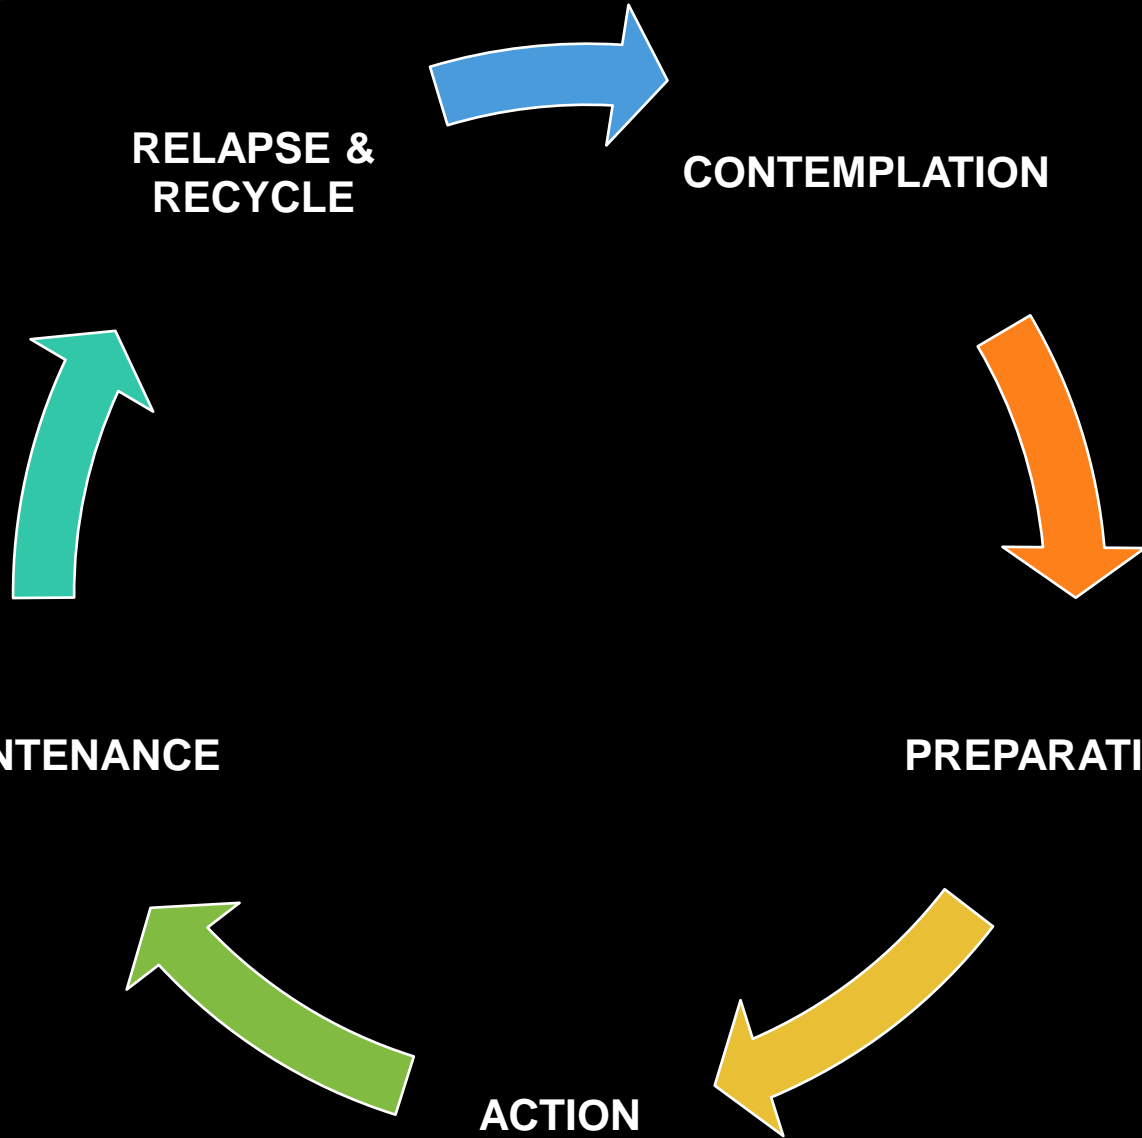 RELAPSE &
RECYCLE
CONTEMPLATION
NTENANCE
PREPARATI
ACTION